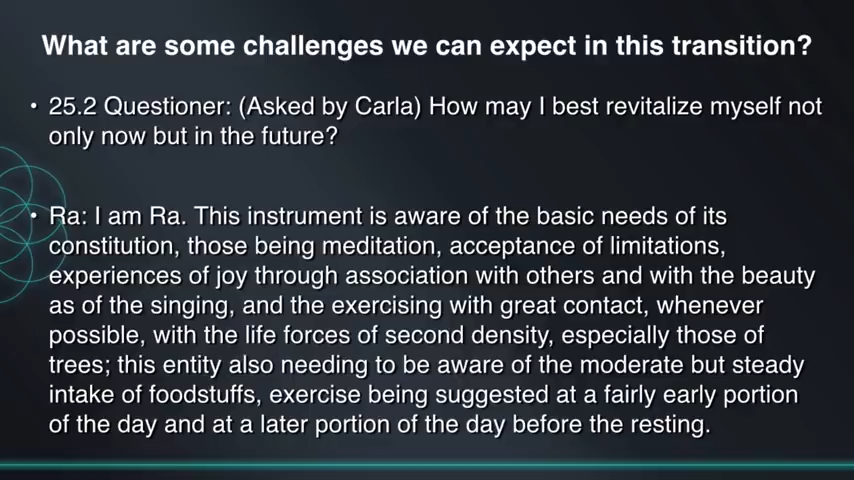 What are some challenges we can expect in this transition?
• 25.2 Questioner: (Asked by Carla) How may I best revitalize myself not
only now but in the future?
• Ra: I am Ra. This instrument is aware of the basic needs of its
constitution, those being meditation, acceptance of limitations,
experiences of joy through association with others and with the beauty
as of the singing, and the exercising with great contact, whenever
possible, with the life forces of second density, especially those of
trees; this entity also needing to be aware of the moderate but steady
intake of foodstuffs, exercise being suggested at a fairly early portion
of the day and at a later portion of the day before the resting.